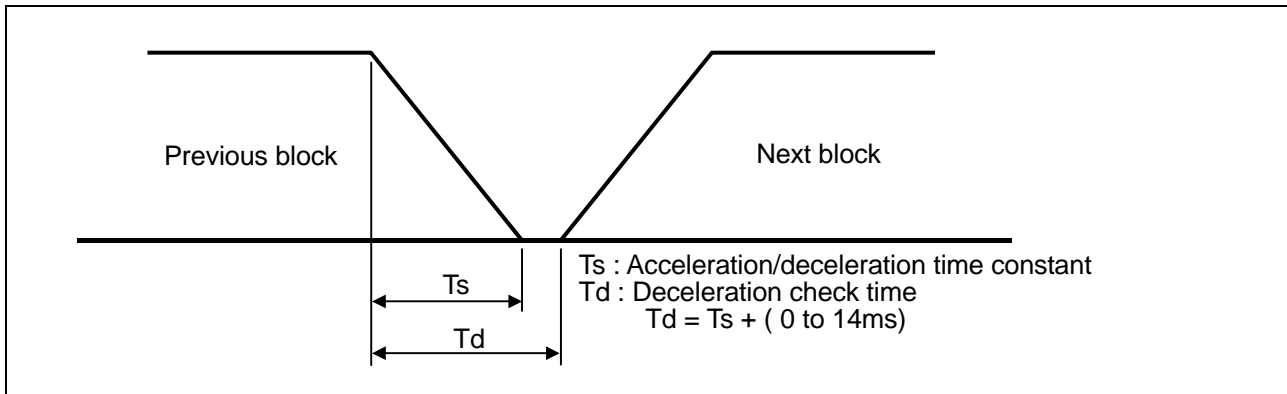 Previous block
Next block
Ts
Td
Ts : Acceleration/deceleration time constant
Td : Deceleration check time
Td = Ts + ( 0 to 14ms)